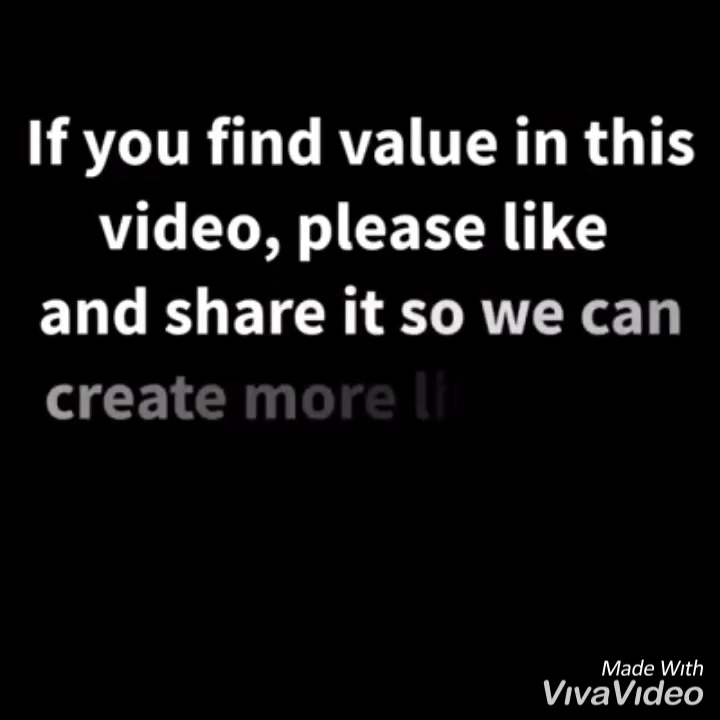 If you find value in this
video, please like
and share it so we can
create more
Made With
VivaVideo